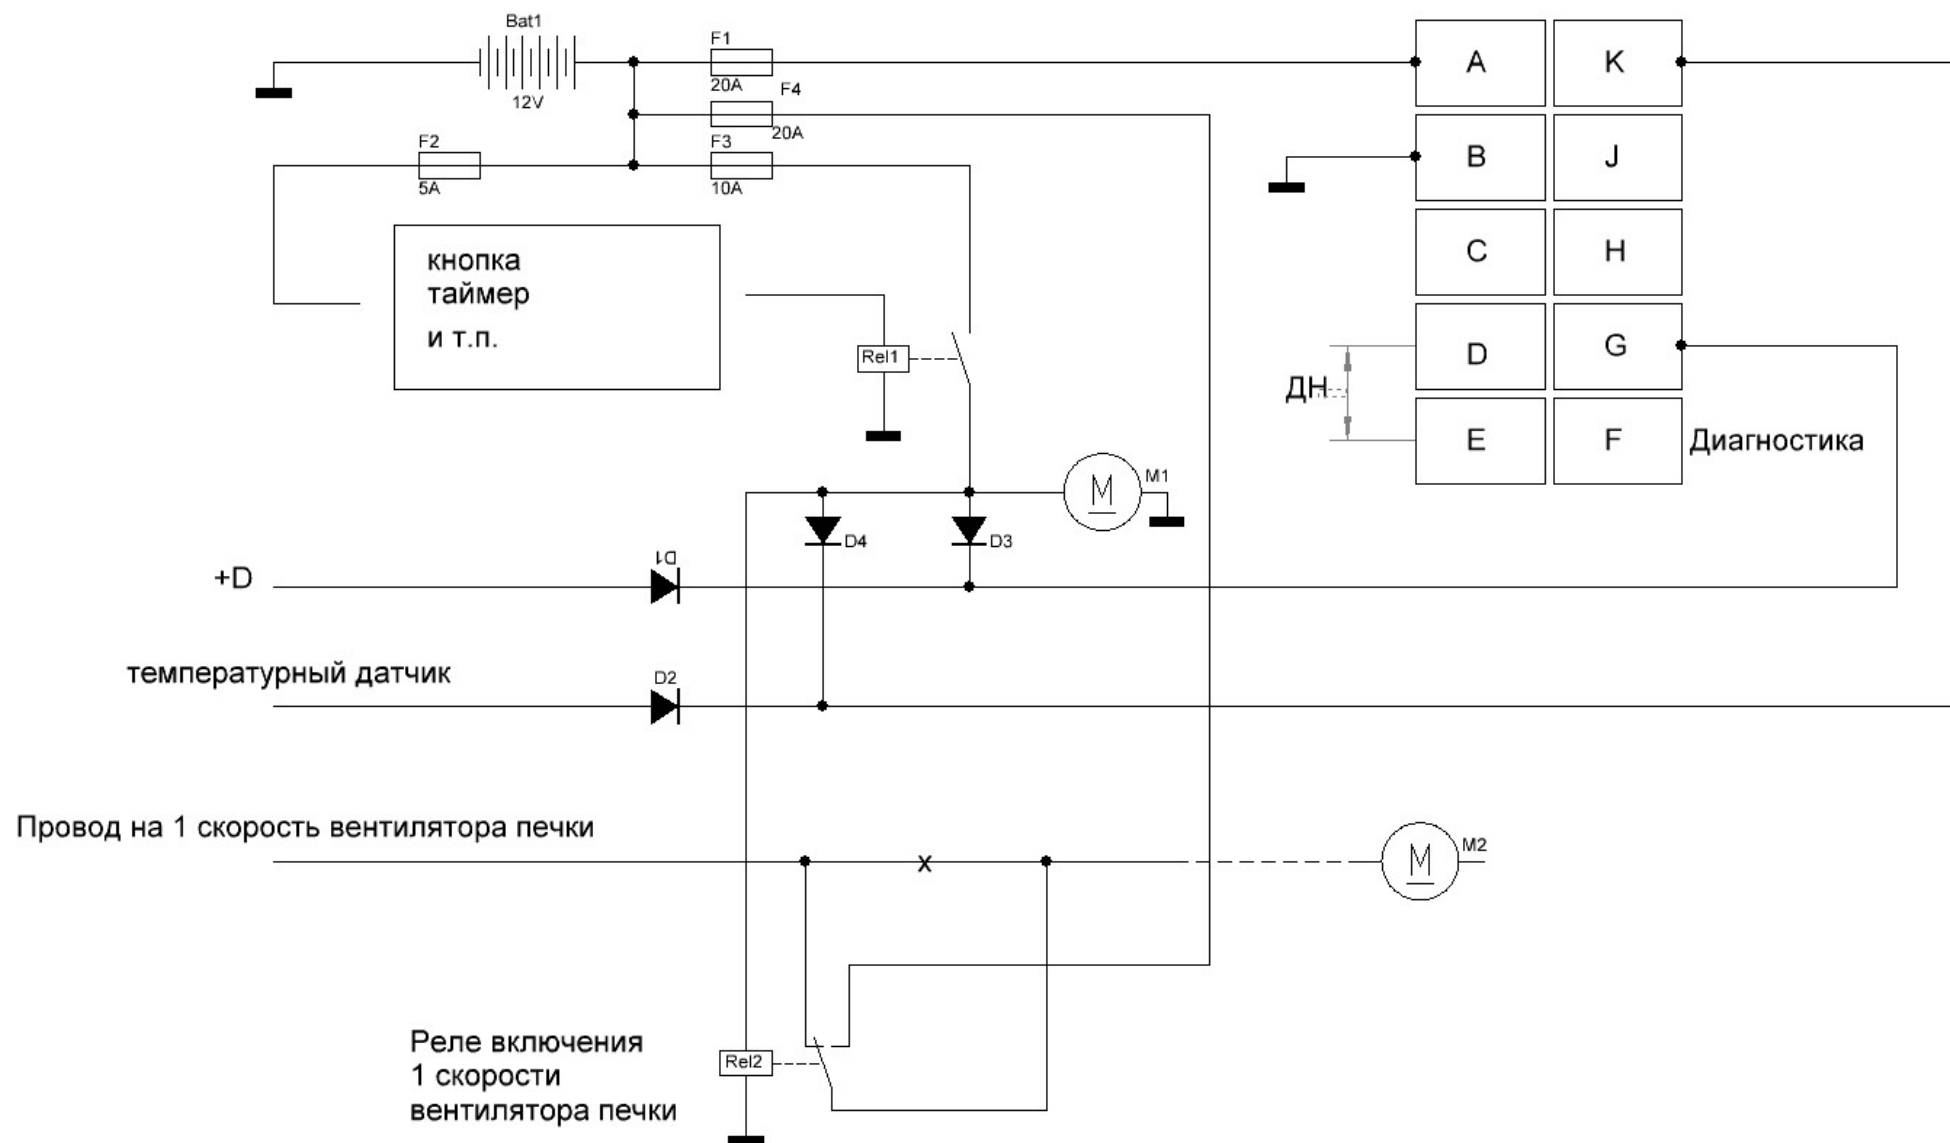 Bat1
12V
F1
20A
F4
20A
F2
5A
F3
10A
A
K
B
J
C
H
D
G
E
F
ДН
Диагностика
кнопка
таймер
и т.п.
Rel1
M
M1
D4
D3
+D
D1
температурный датчик
D2
Провод на 1 скорость вентилятора печки
x
M
M2
Реле включения
1 скорости
вентилятора печки
Rel2